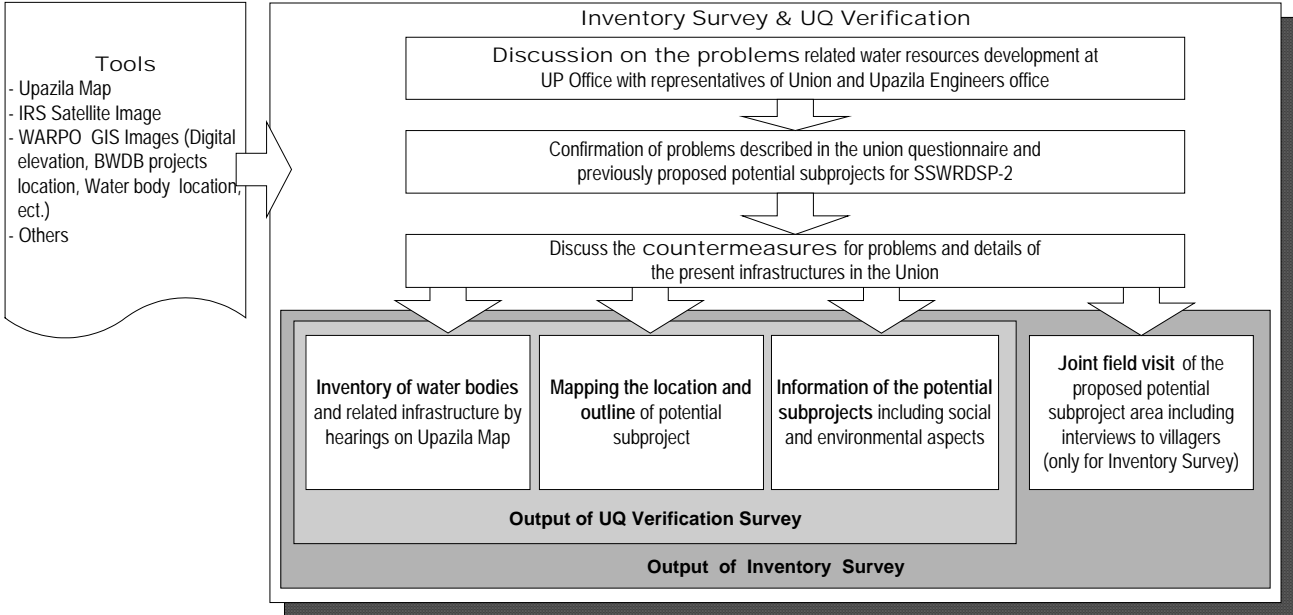 Tools
- Upazila Map
- IRS Satellite Image
- WARPO GIS Images (Digital
elevation, BWDB projects
location, Water body location,
ect.)
- Others
Inventory Survey & UQ Verification
Discussion on the problems related water resources development at
UP Office with representatives of Union and Upazila Engineers office
Confirmation of problems described in the union questionnaire and
previously proposed potential subprojects for SSWRDSP-2
Discuss the countermeasures for problems and details of
the present infrastructures in the Union
Inventory of water bodies
and related infrastructure by
hearings on Upazila Map
Mapping the location and
outline of potential
subproject
Information of the potential
subprojects including social
and environmental aspects
Joint field visit of the
proposed potential
subproject area including
interviews to villagers
(only for Inventory Survey)
Output of UQ Verification Survey
Output of Inventory Survey